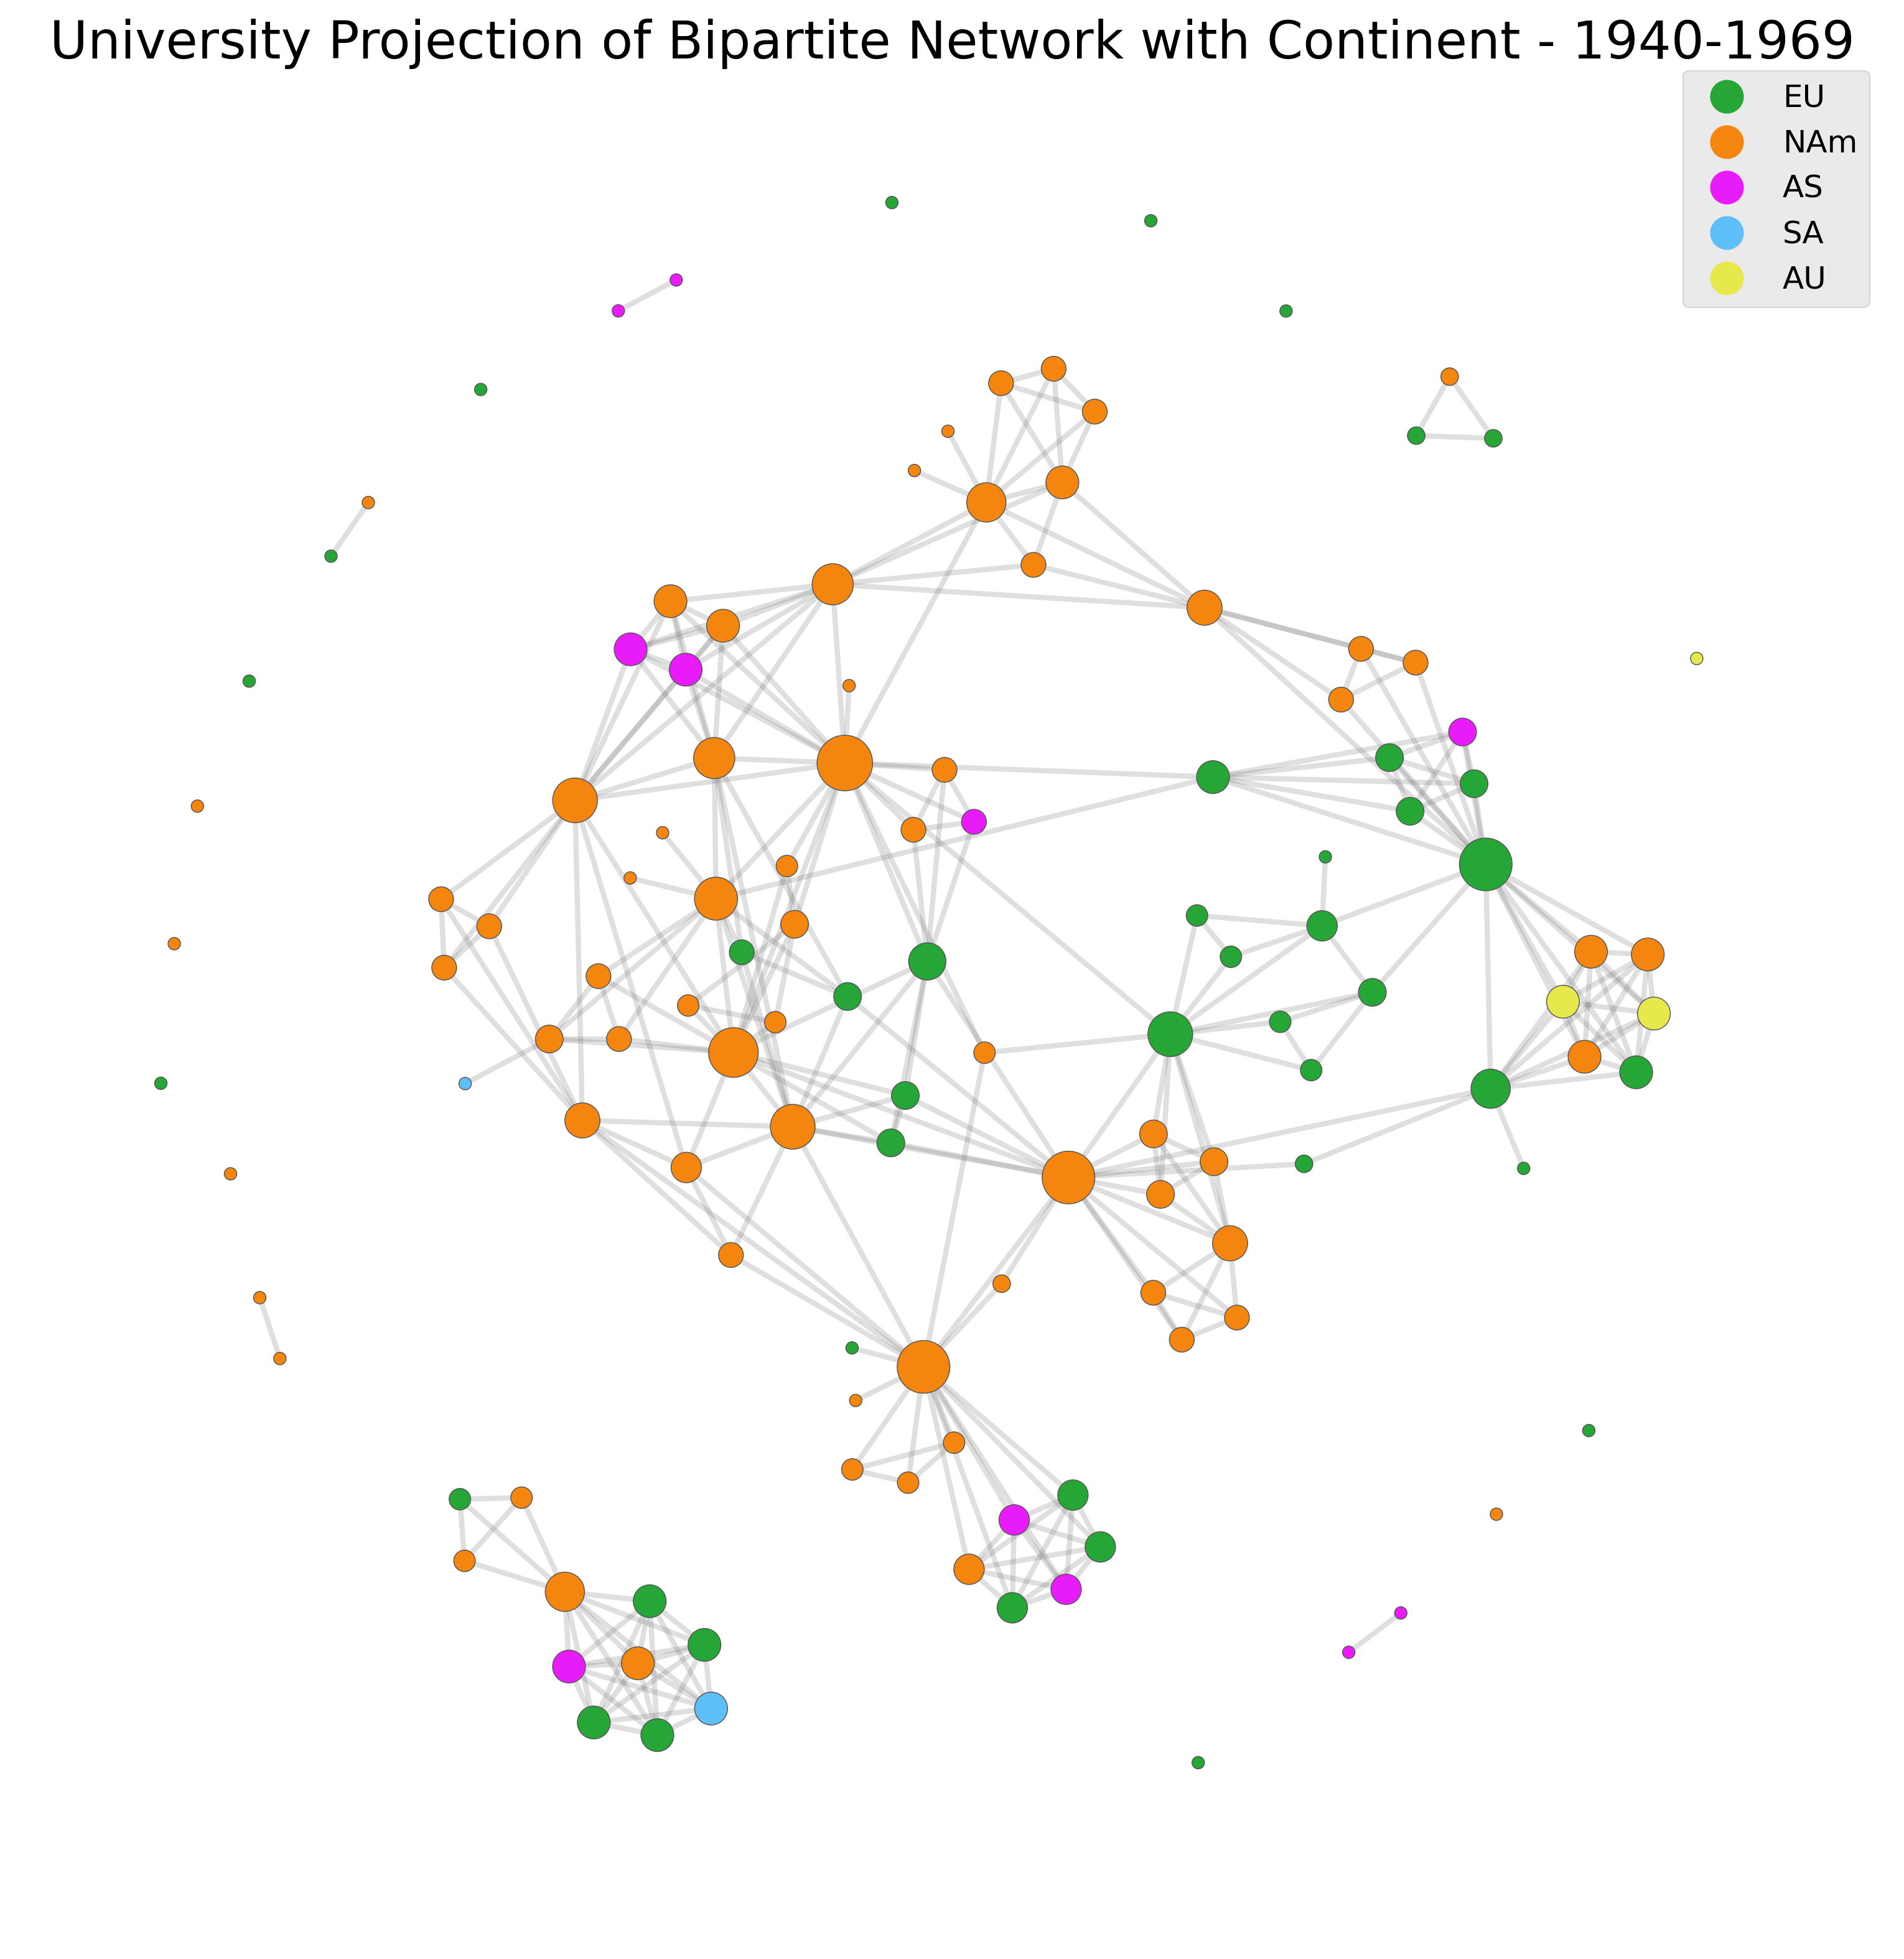 University Projection of Bipartite Network with Continent - 1940-1969
EU
NAm
AS
SA
AU